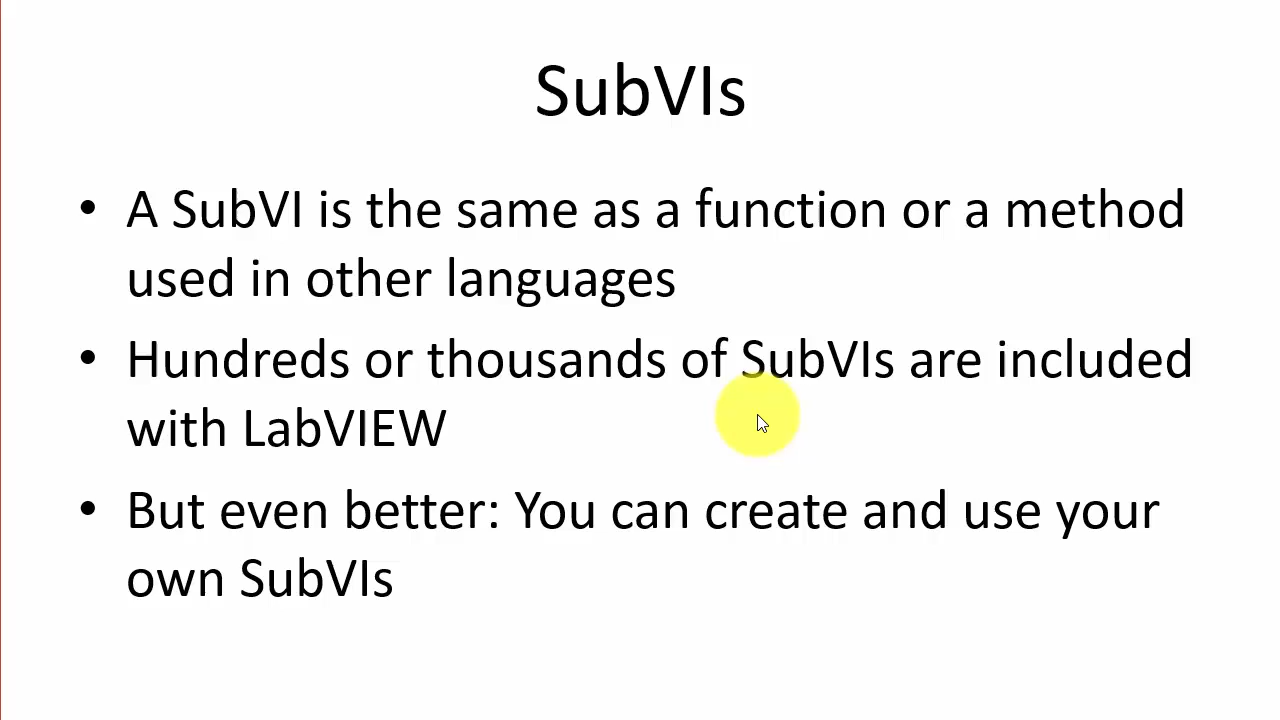 SubVIs
• A SubVI is the same as a function or a method
used in other languages
• Hundreds or thousands of SubVIs are included
with LabVIEW
• But even better: You can create and use your
own SubVIs